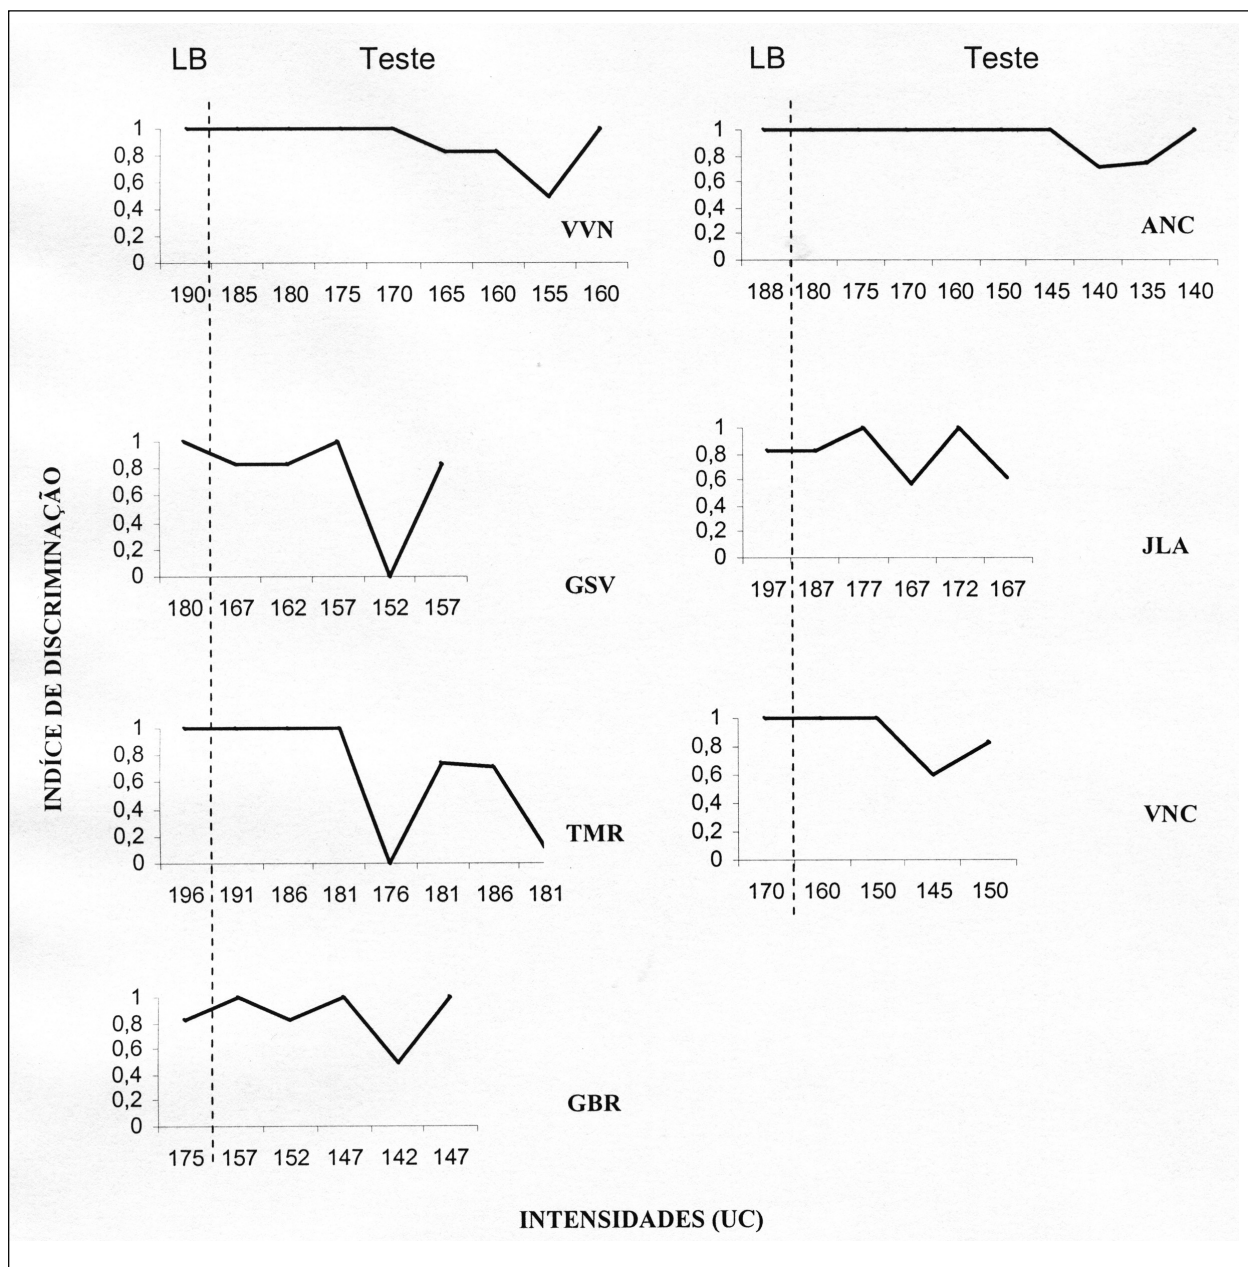 LB Teste LB Teste
1
0,8
0,6
0,4
0,2
0
VVN
190 185 180 175 170 165 160 155 160
1
0,8
0,6
0,4
0,2
0
ANC
188 180 175 170 160 150 145 140 135 140
INDÍCE DE DISCRIMINAÇÃO
1
0,8
0,6
0,4
0,2
0
GSV
180 167 162 157 152 157
1
0,8
0,6
0,4
0,2
0
JLA
197 187 177 167 172 167
1
0,8
0,6
0,4
0,2
0
TMR
196 191 186 181 176 181 186 181
1
0,8
0,6
0,4
0,2
0
VNC
170 160 150 145 150
1
0,8
0,6
0,4
0,2
0
GBR
175 157 152 147 142 147
INTENSIDADES (UC)